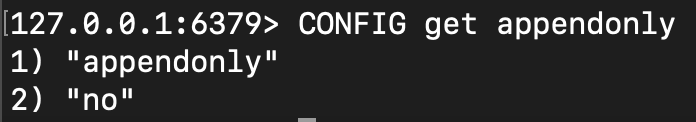 [127.0.0.1:6379> CONFIG get appendonly
1) "appendonly"
2) "no"